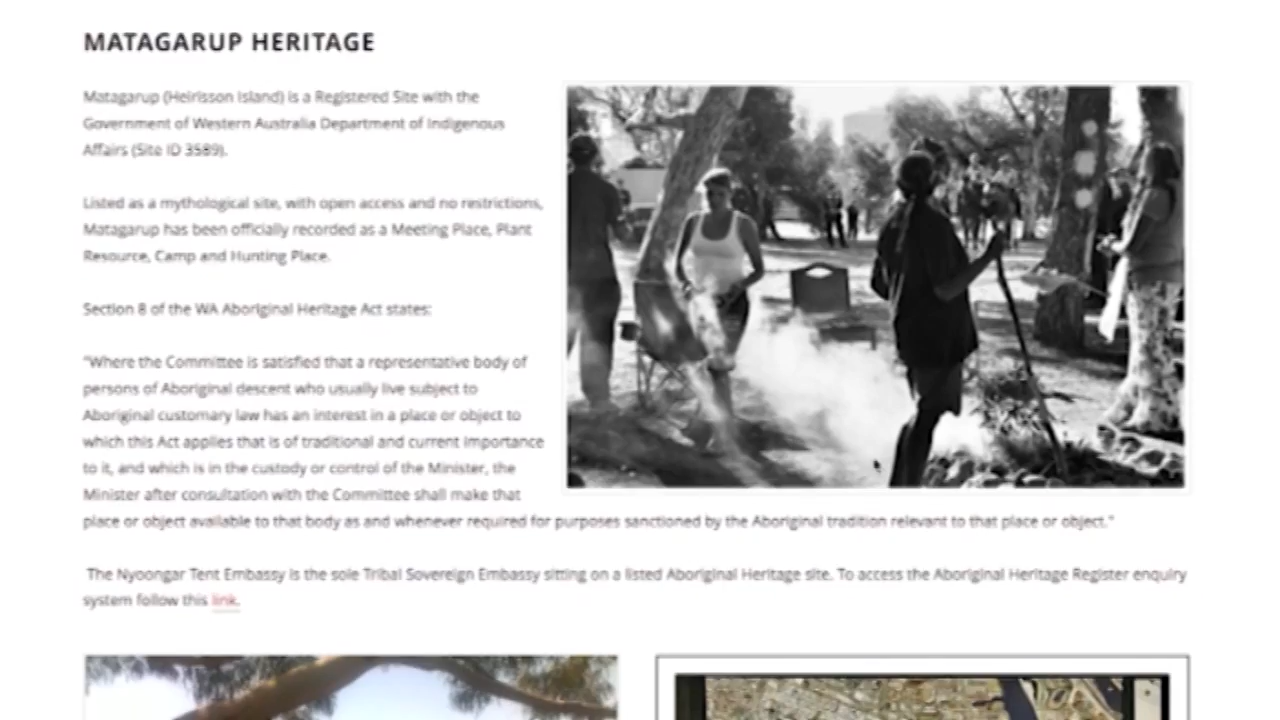 MATAGARUP HERITAGE
Matagarup (Heirisson Island) is a Registered Site with the
Government of Western Australia Department of Indigenous
Affairs (Site ID 3589).
Listed as a mythological site, with open access and no restrictions,
Matagarup has been officially recorded as a Meeting Place, Plant
Resource, Camp and Hunting Place.
Section 8 of the WA Aboriginal Heritage Act states:
"Where the Committee is satisfied that a representative body of
persons of Aboriginal descent who usually live subject to
Aboriginal customary law has an interest in a place or object to
which this Act applies that is of traditional and current importance
to it, and which is in the custody or control of the Minister, the
Minister after consultation with the Committee shall make that
place or object available to that body as and whenever required for purposes sanctioned by the Aboriginal tradition relevant to that place or object."
The Nyoongar Tent Embassy is the sole Tribal Sovereign Embassy sitting on a listed Aboriginal Heritage site. To access the Aboriginal Heritage Register enquiry
system follow this link.